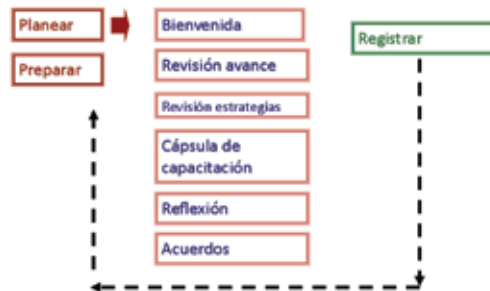 Planear
Preparar
Bienvenida
Revisión avance
Revisión estrategias
Cápsula de
capacitación
Reflexión
Acuerdos
Registrar